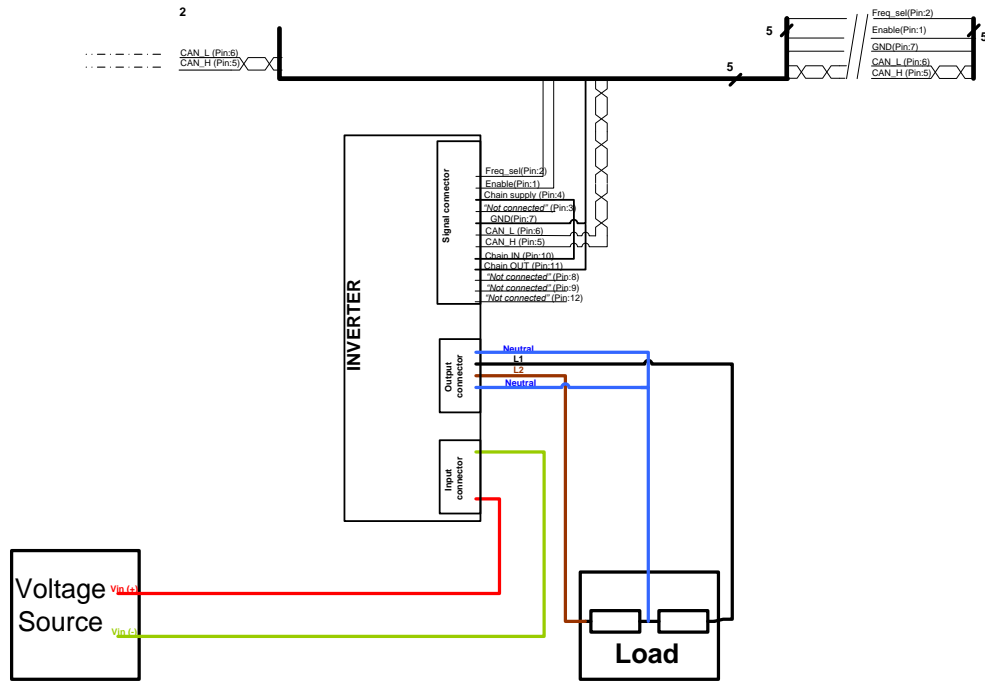 2
CAN_L (Pin:6)
CAN_H (Pin:5)
5
5
Freq_sel(Pin:2)
Enable(Pin:1)
GND(Pin:7)
CAN_L (Pin:6)
CAN_H (Pin:5)
5
INVERTER
Signal connector
Freq_sel(Pin:2)
Enable(Pin:1)
Chain supply (Pin:4)
"Not connected" (Pin:3)
GND(Pin:7)
CAN_L (Pin:6)
CAN_H (Pin:5)
Chain IN (Pin:10)
Chain OUT (Pin:11)
"Not connected" (Pin:8)
"Not connected" (Pin:9)
"Not connected" (Pin:12)
Output
connector
Neutral
L1
L2
Neutral
Input
connector
Voltage
Source
Vin (+)
Vin (-)
Load